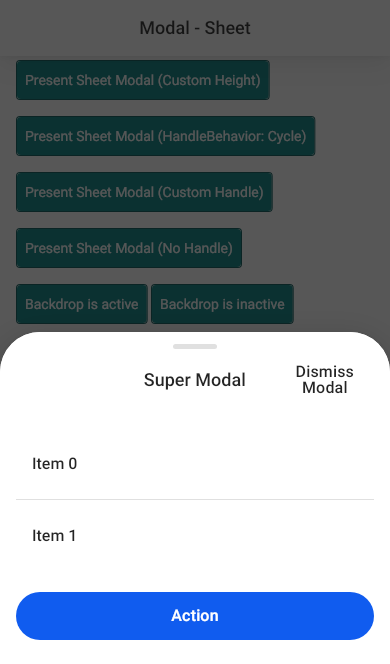 Modal - Sheet
Present Sheet Modal (Custom Height)
Present Sheet Modal (HandleBehavior: Cycle)
Present Sheet Modal (Custom Handle)
Present Sheet Modal (No Handle)
Backdrop is active Backdrop is inactive
Super Modal
Dismiss
Modal
Item 0
Item 1
Action